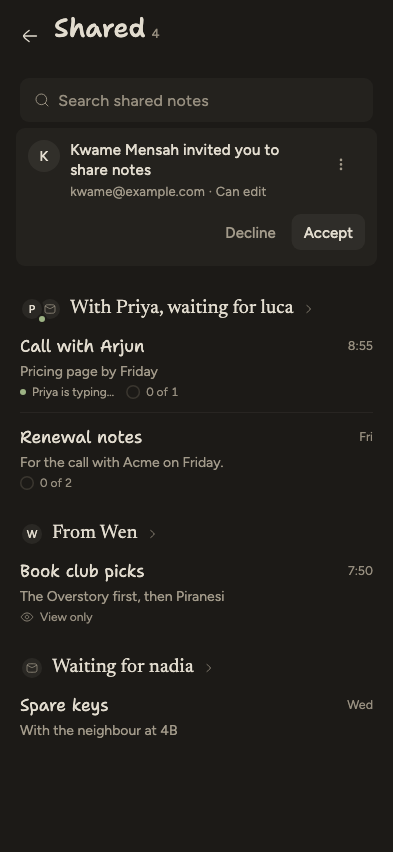 Shared 4
Search shared notes
K
Kwame Mensah invited you to
share notes
kwame@example.com · Can edit
Decline
Accept
P
With Priya, waiting for luca
Call with Arjun
8:55
Pricing page by Friday
Priya is typing...
0 of 1
Renewal notes
Fri
For the call with Acme on Friday.
0 of 2
W
From Wen
Book club picks
7:50
The Overstory first, then Piranesi
View only
Waiting for nadia
Spare keys
Wed
With the neighbour at 4B